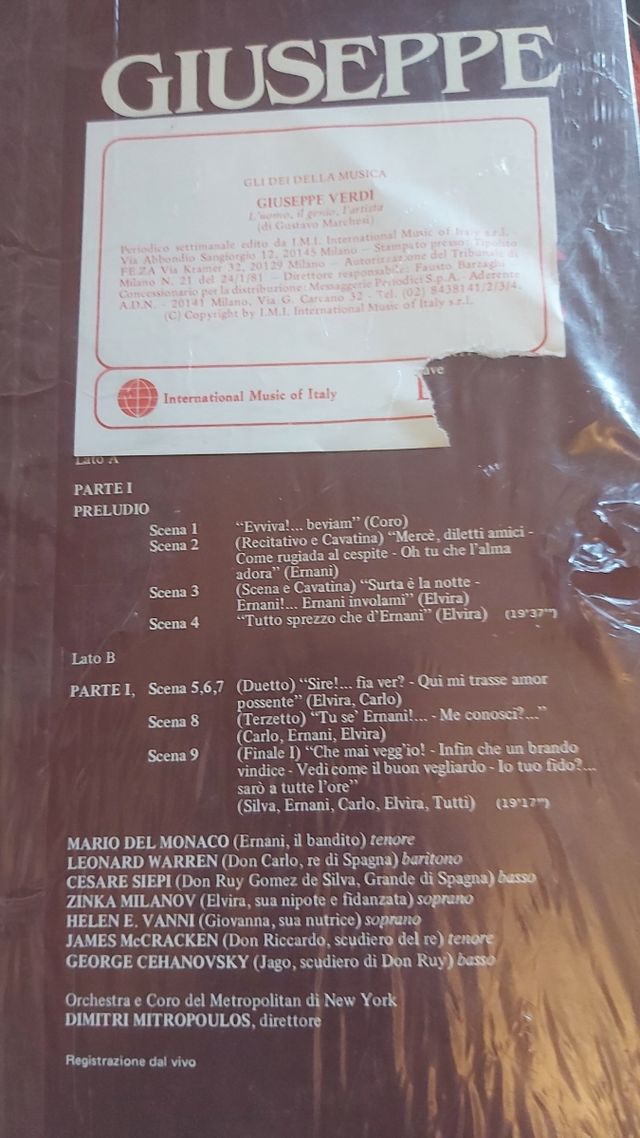 GIUSEPPE
GLI DEI DELLA MUSICA
GIUSEPPE VERDI
L'uomo, il genio, l'artista
(di Gustavo Marchesi)
Periodico settimanale edito da I.M.I. International Music of Italy s.r.l.
Via Abbondio Sangiorgio 12, 20145 Milano — Stampato presso: Tipolito
FE.ZA Via Kramer 32, 20129 Milano — Autorizzazione del Tribunale di
Milano N. 21 del 24/1/81 — Direttore responsabile: Fausto Barzaghi
Concessionario per la distribuzione: Messaggerie Periodici S.p.A. - Aderente
A.D.N. - 20141 Milano, Via G. Carcano 32 - Tel. (02) 8438141/2/3/4.
(C) Copyright by I.M.I. International Music of Italy s.r.l.
International Music of Italy
Lato A
PARTE I
PRELUDIO
Scena 1 "Evviva!... beviam" (Coro)
Scena 2 (Recitativo e Cavatina) "Mercè, diletti amici -
Come rugiada al cespite - Oh tu che l'alma
adora" (Ernani)
Scena 3 (Scena e Cavatina) "Surta è la notte -
Ernani!... Ernani involami" (Elvira)
Scena 4 "Tutto sprezzo che d'Ernani" (Elvira) (19'37")
Lato B
PARTE I, Scena 5,6,7 (Duetto) "Sire!... fia ver? - Qui mi trasse amor
possente" (Elvira, Carlo)
Scena 8 (Terzetto) "Tu se' Ernani!... - Me conosci?..."
(Carlo, Ernani, Elvira)
Scena 9 (Finale I) "Che mai vegg'io! - Infin che un brando
vindice - Vedi come il buon vegliardo - Io tuo fido?...
sarò a tutte l'ore"
(Silva, Ernani, Carlo, Elvira, Tutti) (19'17")
MARIO DEL MONACO (Ernani, il bandito) tenore
LEONARD WARREN (Don Carlo, re di Spagna) baritono
CESARE SIEPI (Don Ruy Gomez de Silva, Grande di Spagna) basso
ZINKA MILANOV (Elvira, sua nipote e fidanzata) soprano
HELEN E. VANNI (Giovanna, sua nutrice) soprano
JAMES McCRACKEN (Don Riccardo, scudiero del re) tenore
GEORGE CEHANOVSKY (Jago, scudiero di Don Ruy) basso
Orchestra e Coro del Metropolitan di New York
DIMITRI MITROPOULOS, direttore
Registrazione dal vivo